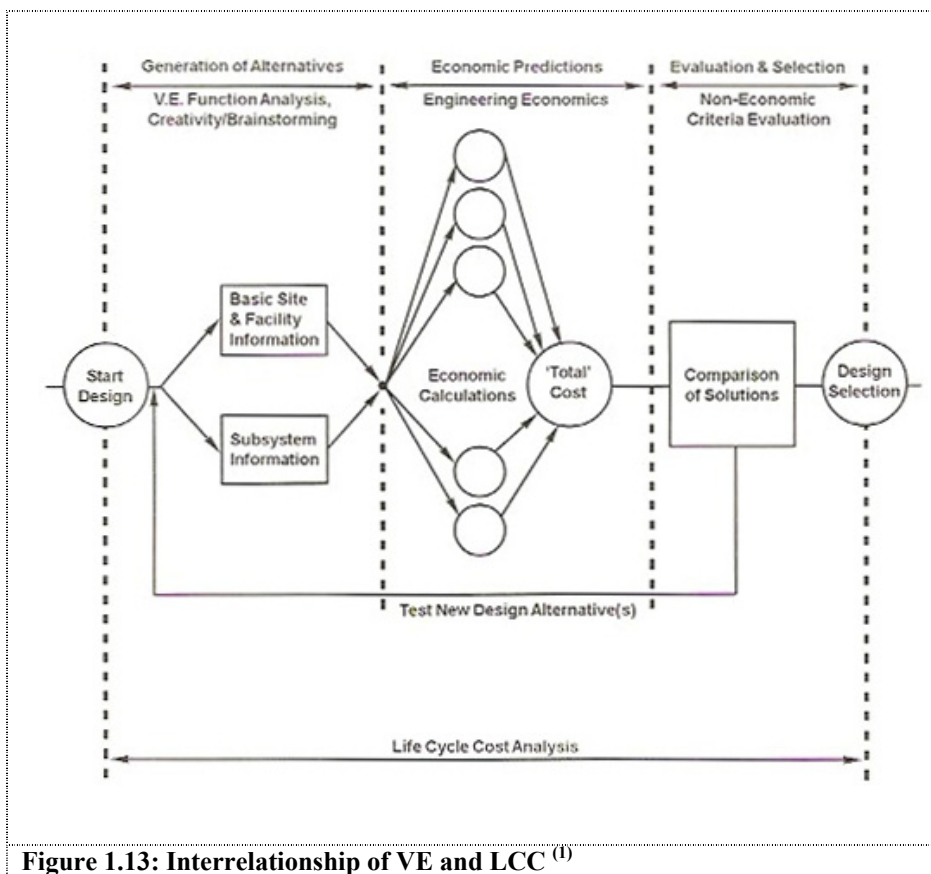 Generation of Alternatives
V.E. Function Analysis,
Creativity/Brainstorming
Economic Predictions
Engineering Economics
Evaluation & Selection
Non-Economic
Criteria Evaluation
Start
Design
Basic Site
& Facility
Information
Subsystem
Information
Economic
Calculations
'Total'
Cost
Comparison
of Solutions
Design
Selection
Test New Design Alternative(s)
Life Cycle Cost Analysis
Figure 1.13: Interrelationship of VE and LCC (1)